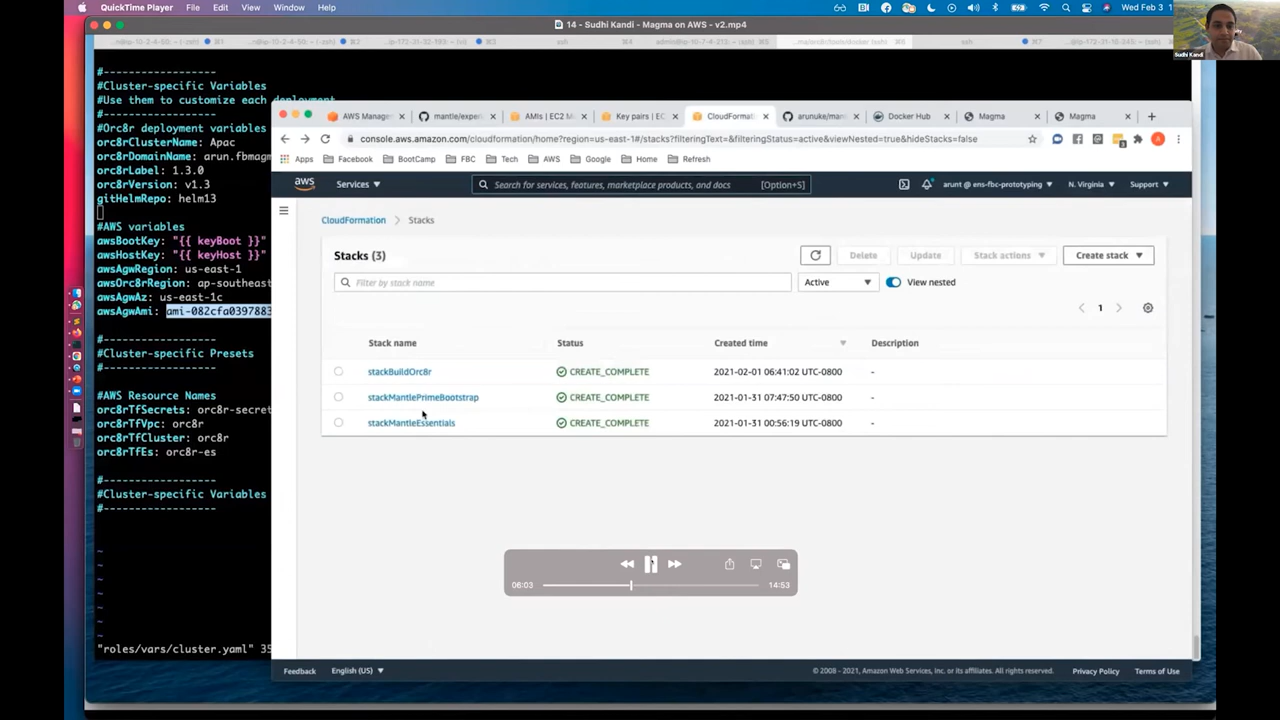 QuickTime Player File Edit View Window Help
Wed Feb 3
14 - Sudhi Kandi - Magma on AWS - v2.mp4
Sudhi Kandi
#------------------
#Cluster-specific Variables
#Use them to customize each deployment
#------------------
#Orc8r deployment variables
orc8rClusterName: Apac
orc8rDomainName: arun.fbmag
orc8rLabel: 1.3.0
orc8rVersion: v1.3
gitHelmRepo: helm13
#AWS variables
awsBootKey: "{{ keyBoot }}"
awsHostKey: "{{ keyHost }}"
awsAgwRegion: us-east-1
awsOrc8rRegion: ap-southeast
awsAgwAz: us-east-1c
awsAgwAmi: ami-082cfa0397883
#------------------
#Cluster-specific Presets
#------------------
#AWS Resource Names
orc8rTfSecrets: orc8r-secret
orc8rTfVpc: orc8r
orc8rTfCluster: orc8r
orc8rTfEs: orc8r-es
#------------------
#Cluster-specific Variables
#------------------
~
~
~
~
~
~
~
"roles/vars/cluster.yaml" 35
AWS Manage
mantle/exper
AMIs | EC2 M
Key pairs | EC
CloudFormati
arunuke/arun
Docker Hub
Magma
Magma
console.aws.amazon.com/cloudformation/home?region=us-east-1#/stacks?filteringText=&filteringStatus=active&viewNested=true&hideStacks=false
Apps Facebook BootCamp FBC Tech AWS Google Home Refresh
aws Services Search for services, features, marketplace products, and docs [Option+S] arunt @ ens-fbc-prototyping N. Virginia Support
CloudFormation > Stacks
Stacks (3) Delete Update Stack actions Create stack
Filter by stack name Active View nested
1
Stack name Status Created time Description
stackBuildOrc8r CREATE_COMPLETE 2021-02-01 06:41:02 UTC-0800 -
stackMantlePrimeBootstrap CREATE_COMPLETE 2021-01-31 07:47:50 UTC-0800 -
stackMantleEssentials CREATE_COMPLETE 2021-01-31 00:56:19 UTC-0800 -
06:03 14:53
Feedback English (US) © 2008 - 2021, Amazon Web Services, Inc. or its affiliates. All rights reserved. Privacy Policy Terms of Use